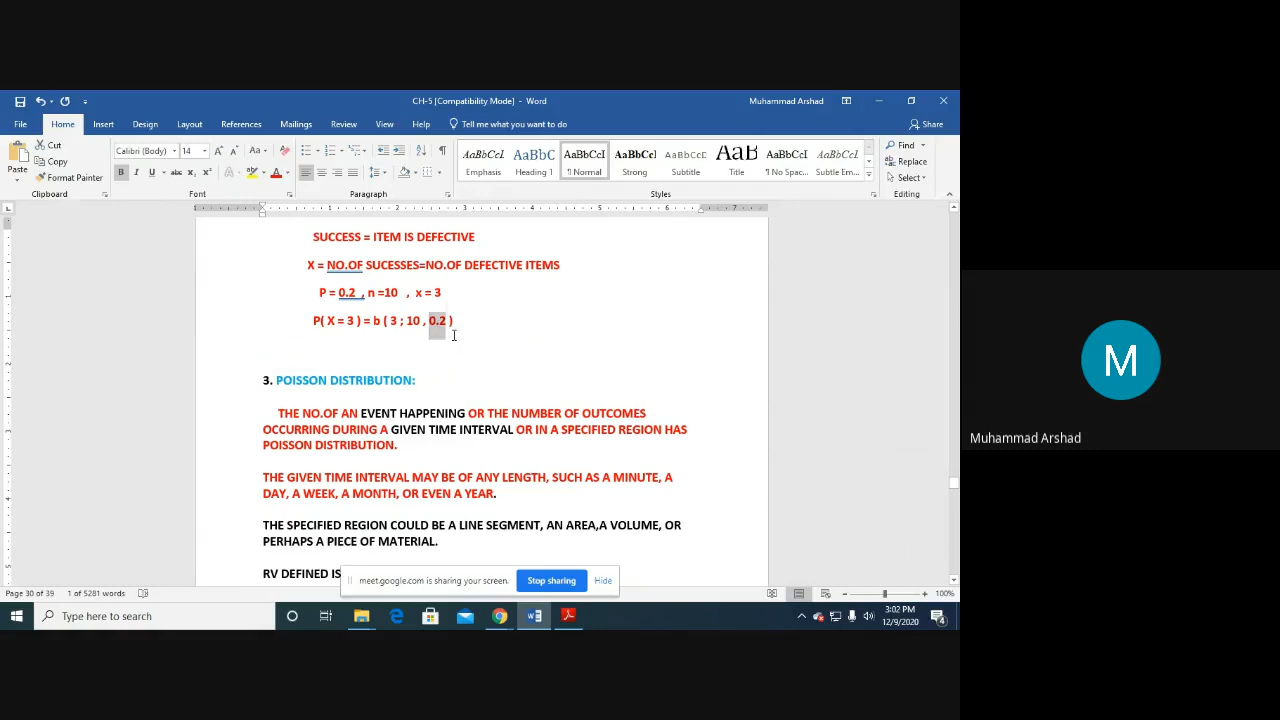 CH-5 [Compatibility Mode] - Word
Muhammad Arshad
File Home Insert Design Layout References Mailings Review View Help Tell me what you want to do Share
Paste
Cut
Copy
Format Painter
Clipboard
Calibri (Body) 14
B I U abc x₂ x²
Font
Paragraph
AaBbCcI Emphasis
AaBbC Heading 1
AaBbCcI ¶ Normal
AaBbCcI Strong
AaBbCcD Subtitle
AaB Title
AaBbCcI ¶ No Spac...
AaBbCcI Subtle Em...
Styles
Find
Replace
Select
Editing
SUCCESS = ITEM IS DEFECTIVE
X = NO.OF SUCESSES=NO.OF DEFECTIVE ITEMS
P = 0.2 , n =10 , x = 3
P( X = 3 ) = b ( 3 ; 10 , 0.2 )
3. POISSON DISTRIBUTION:
THE NO.OF AN EVENT HAPPENING OR THE NUMBER OF OUTCOMES
OCCURRING DURING A GIVEN TIME INTERVAL OR IN A SPECIFIED REGION HAS
POISSON DISTRIBUTION.
THE GIVEN TIME INTERVAL MAY BE OF ANY LENGTH, SUCH AS A MINUTE, A
DAY, A WEEK, A MONTH, OR EVEN A YEAR.
THE SPECIFIED REGION COULD BE A LINE SEGMENT, AN AREA,A VOLUME, OR
PERHAPS A PIECE OF MATERIAL.
RV DEFINED IS
meet.google.com is sharing your screen. Stop sharing Hide
Page 30 of 39 1 of 5281 words 100%
Type here to search
3:02 PM
12/9/2020
4
M
Muhammad Arshad